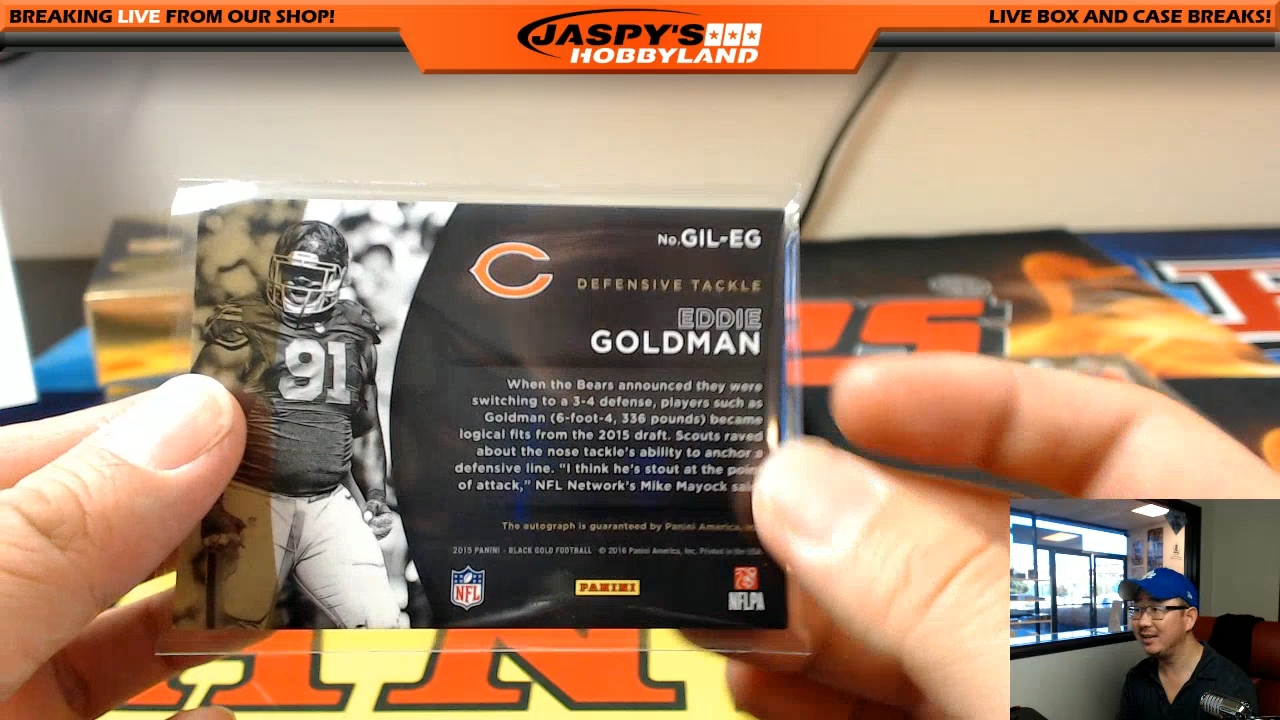 BREAKING LIVE FROM OUR SHOP!
JASPY'S
HOBBYLAND
LIVE BOX AND CASE BREAKS!
No.GIL-EG
DEFENSIVE TACKLE
EDDIE
GOLDMAN
91
When the Bears announced they were
switching to a 3-4 defense, players such as
Goldman (6-foot-4, 336 pounds) became
logical fits from the 2015 draft. Scouts raved
about the nose tackle's ability to anchor a
defensive line. "I think he's stout at the point
of attack," NFL Network's Mike Mayock
The autograph is guaranteed by Panini America,
2015 PANINI - BLACK GOLD FOOTBALL © 2016 Panini America, Inc. Printed in the USA
NFL
PANINI
NFLPA